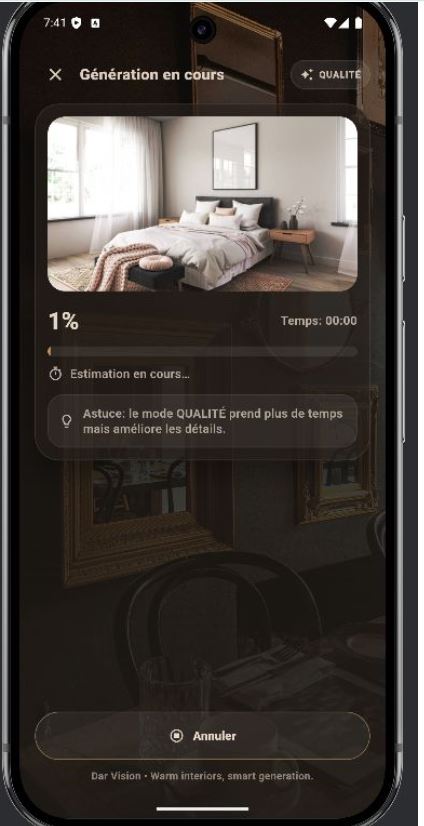 7:41
Génération en cours
QUALITÉ
1%
Temps: 00:00
Estimation en cours...
Astuce: le mode QUALITÉ prend plus de temps
mais améliore les détails.
Annuler
Dar Vision • Warm interiors, smart generation.